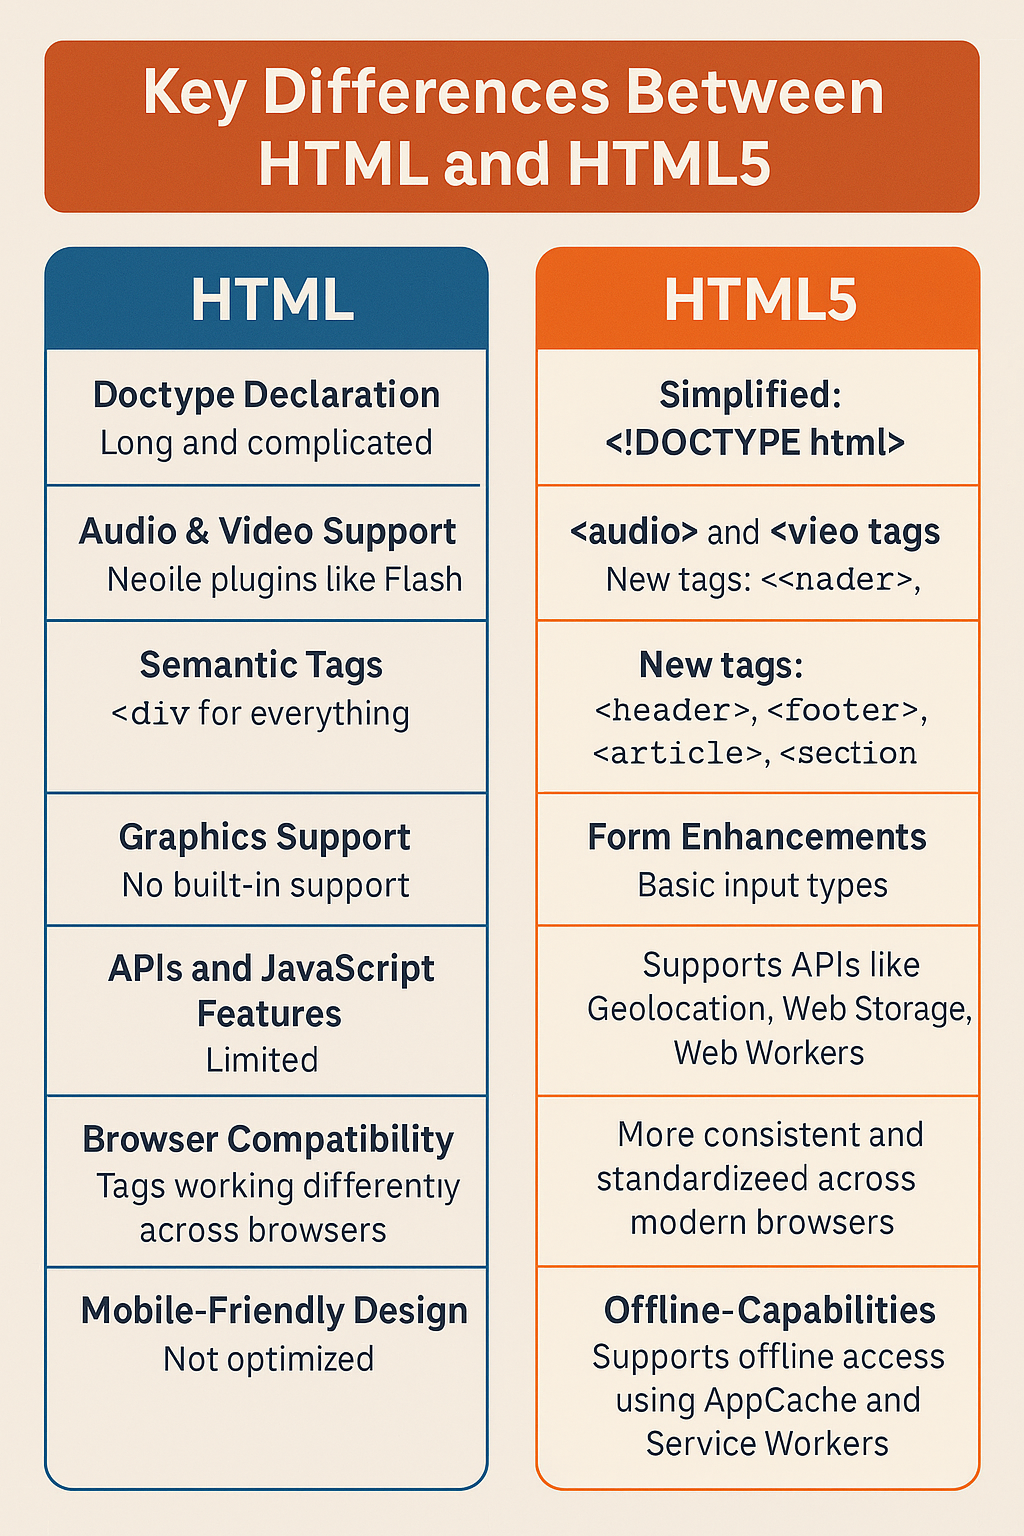 Key Differences Between
HTML and HTML5
HTML
Doctype Declaration
Long and complicated
Audio & Video Support
Neoile plugins like Flash
Semantic Tags
<div for everything
Graphics Support
No built-in support
APIs and JavaScript
Features
Limited
Browser Compatibility
Tags working differentıy
across browsers
Mobile-Friendly Design
Not optimized
HTML5
Simplified:
<!DOCTYPE html>
<audio> and <vieo tags
New tags: <<nader>,
New tags:
<header>, <footer>,
<article>, <section
Form Enhancements
Basic input types
Supports APIs like
Geolocation, Web Storage,
Web Workers
More consistent and
standardizeed across
modern browsers
Offline-Capabilities
Supports offline access
using AppCache and
Service Workers